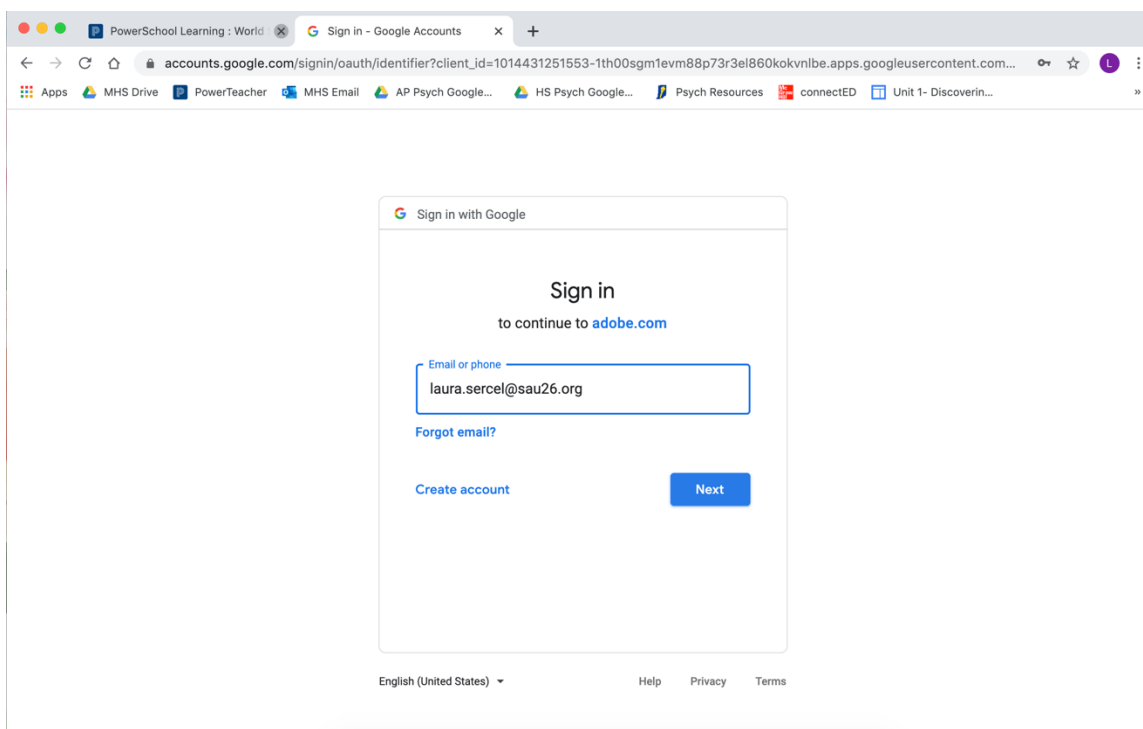 PowerSchool Learning : World
Sign in - Google Accounts
accounts.google.com/signin/oauth/identifier?client_id=1014431251553-1th00sgm1evm88p73r3el860kokvnlbe.apps.googleusercontent.com...
L
Apps MHS Drive PowerTeacher MHS Email AP Psych Google... HS Psych Google... Psych Resources connectED Unit 1- Discoverin... »
Sign in with Google
Sign in
to continue to adobe.com
Email or phone
laura.sercel@sau26.org
Forgot email?
Create account Next
English (United States) Help Privacy Terms